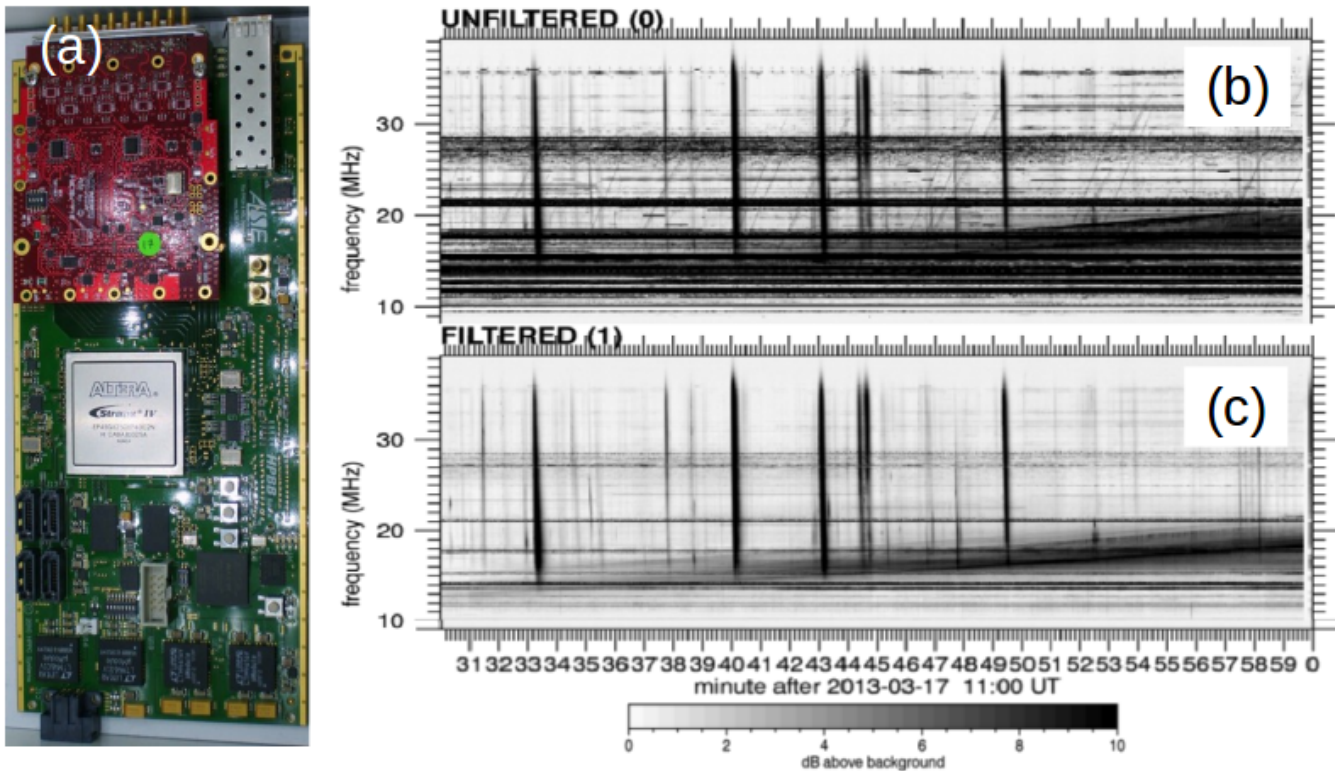 (a)
ALSE
17
ALTERA
Stratix IV
UNFILTERED (0)
(b)
30
20
10
frequency (MHz)
FILTERED (1)
(c)
30
20
10
frequency (MHz)
31 32 33 34 35 36 37 38 39 40 41 42 43 44 45 46 47 48 49 50 51 52 53 54 55 56 57 58 59 0
minute after 2013-03-17 11:00 UT
0 2 4 6 8 10
dB above background